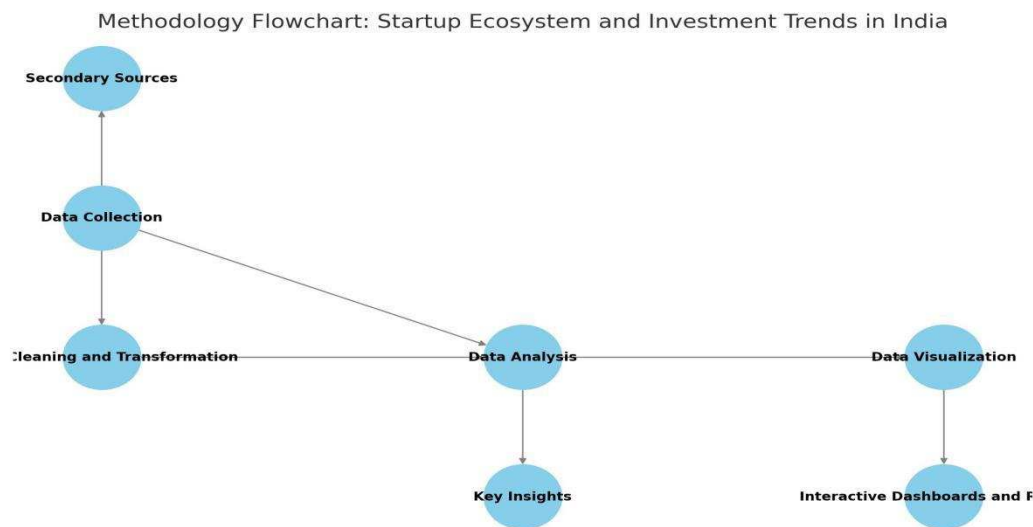 Methodology Flowchart: Startup Ecosystem and Investment Trends in India
Secondary Sources
Data Collection
Cleaning and Transformation
Data Analysis
Data Visualization
Key Insights
Interactive Dashboards and